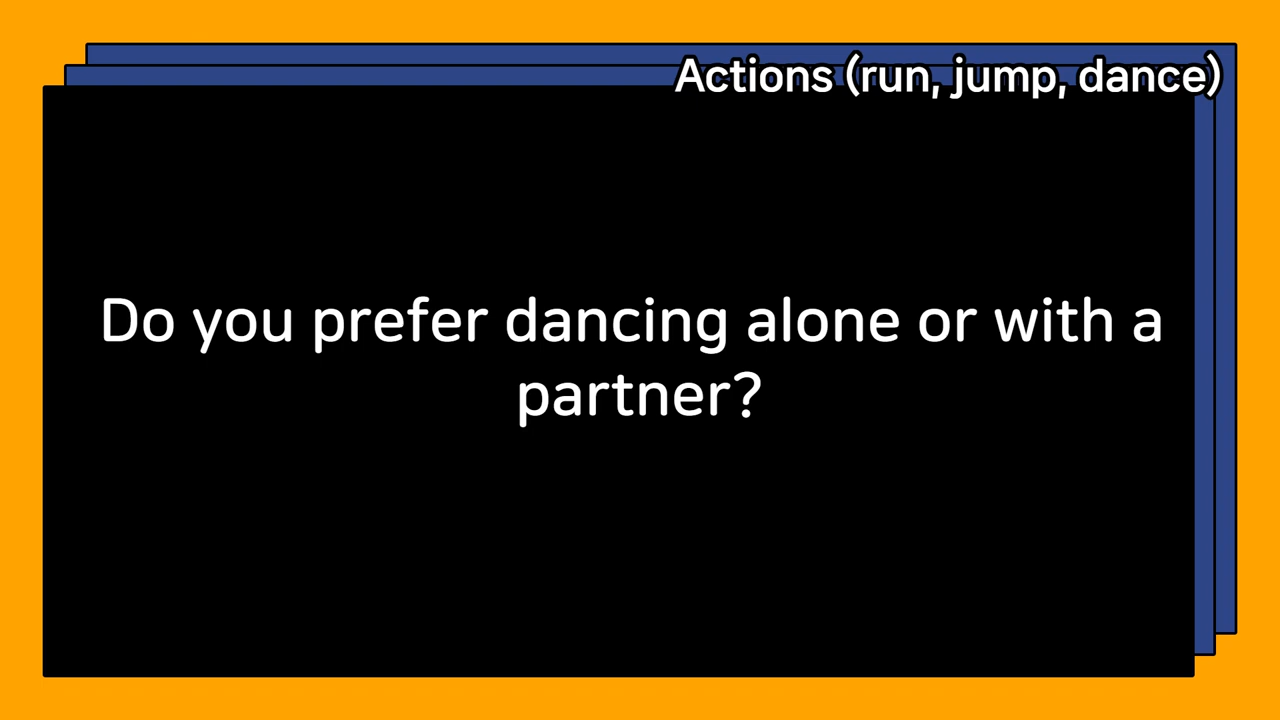 Actions (run, jump, dance)
Do you prefer dancing alone or with a
partner?